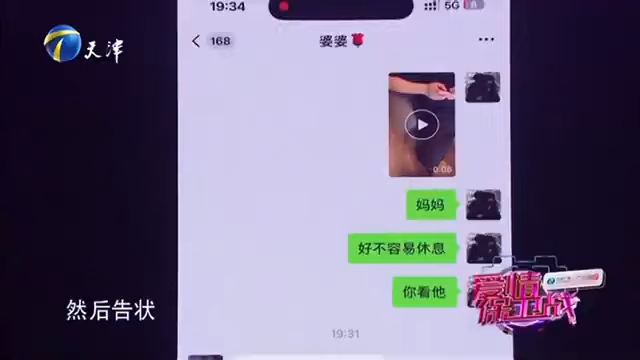 19:34
5G
天津
168
婆婆
0:06
妈妈
好不容易休息
你看他
爱情保卫战
然后告状
19:31